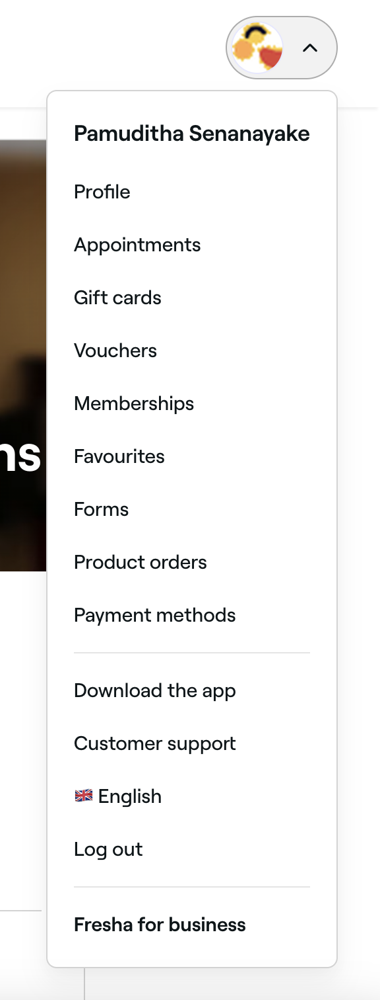 Pamuditha Senanayake
Profile
Appointments
Gift cards
Vouchers
Memberships
Favourites
Forms
Product orders
Payment methods
Download the app
Customer support
🇬🇧 English
Log out
Fresha for business